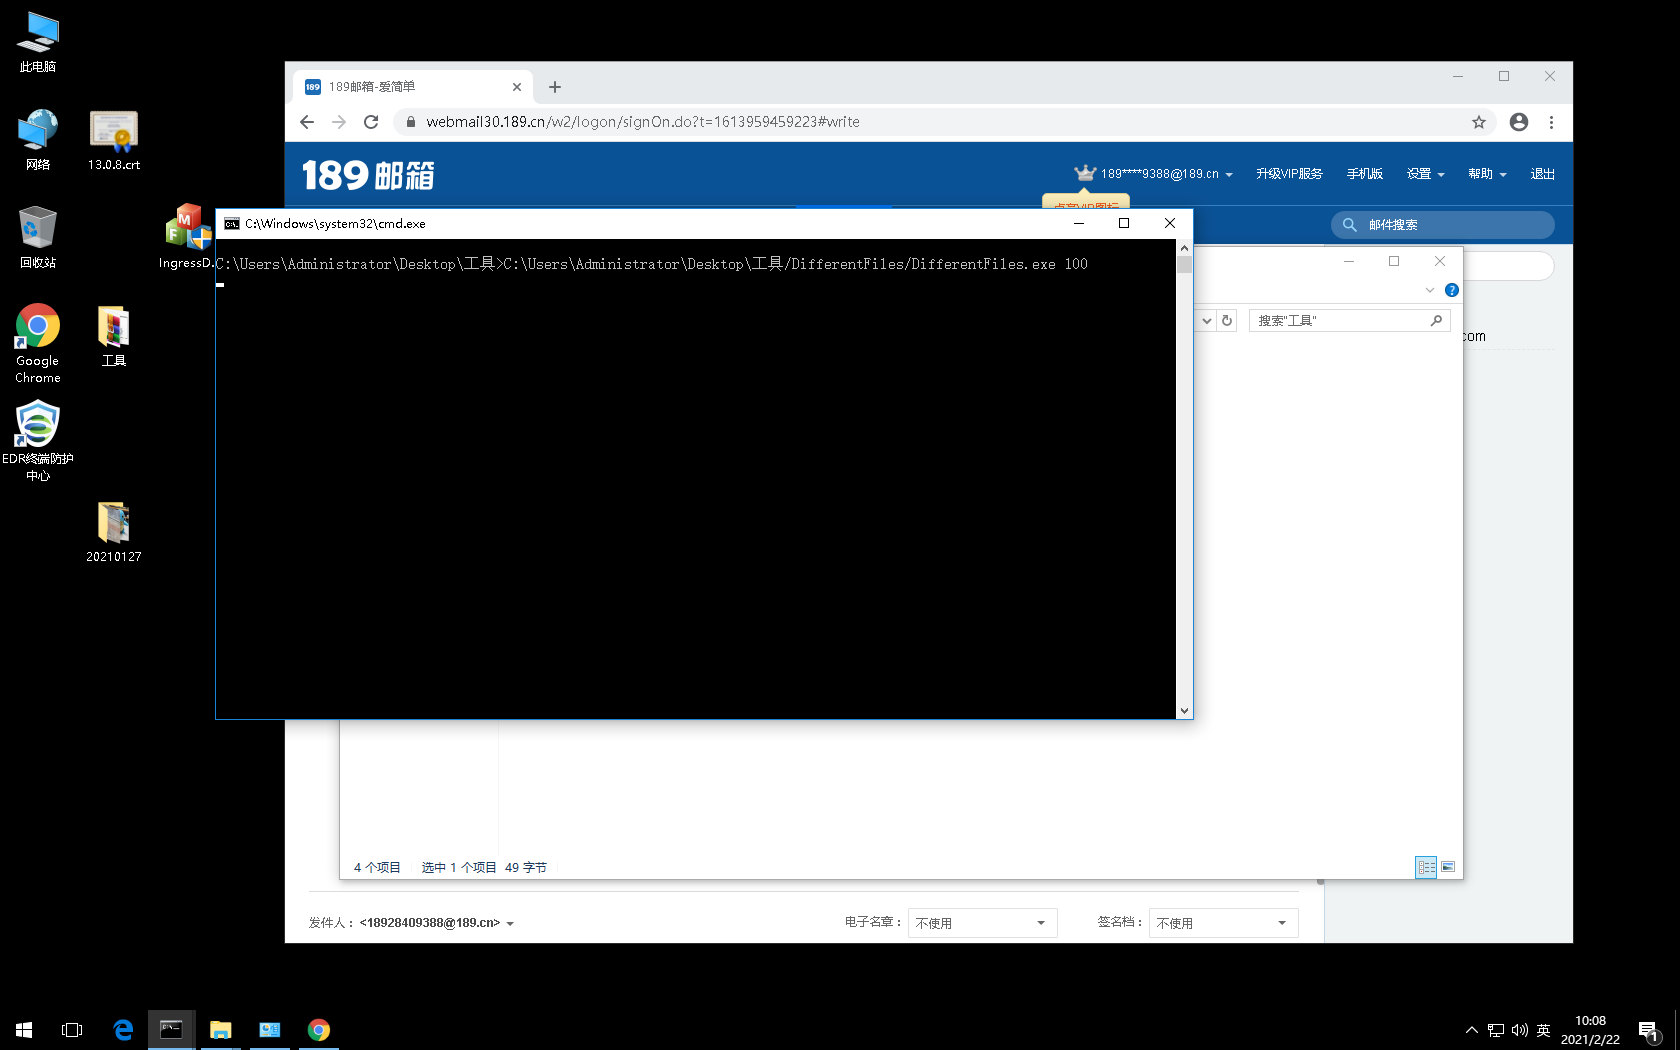 此电脑
网络
13.0.8.crt
回收站
IngressD.
Google
Chrome
工具
EDR终端防护
中心
20210127
189邮箱-爱简单
webmail30.189.cn/w2/logon/signOn.do?t=1613959459223#write
189邮箱
189****9388@189.cn
升级VIP服务
手机版
设置
帮助
退出
邮件搜索
C:\Windows\system32\cmd.exe
C:\Users\Administrator\Desktop\工具>C:\Users\Administrator\Desktop\工具/DifferentFiles/DifferentFiles.exe 100
搜索"工具"
com
4 个项目 选中 1 个项目 49 字节
发件人： <18928409388@189.cn>
电子名章： 不使用
签名档： 不使用
英
10:08
2021/2/22
1